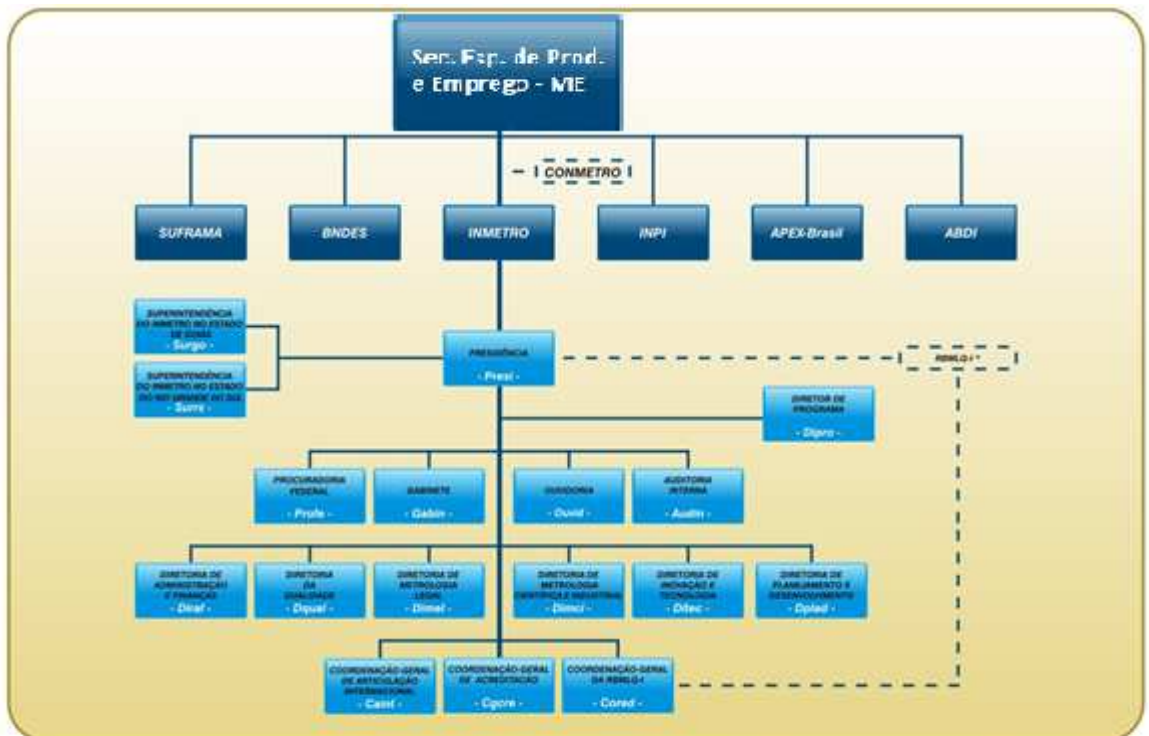 Sec. Esp. de Prod.
e Emprego - ME
CONMETRO
SUFRAMA
BNDES
INMETRO
INPI
APEX-Brasil
ABDI
SUPERINTENDÊNCIA
DO INMETRO NO ESTADO
DE GOIÁS
- Surgo -
PRESIDÊNCIA
- Presi -
RBMLQ-I *
SUPERINTENDÊNCIA
DO INMETRO NO ESTADO
DO RIO GRANDE DO SUL
- Surrs -
DIRETOR DE
PROGRAMA
- Dipro -
PROCURADORIA
FEDERAL
- Profe -
GABINETE
- Gabin -
OUVIDORIA
- Ouvid -
AUDITORIA
INTERNA
- Audin -
DIRETORIA DE
ADMINISTRAÇÃO
E FINANÇAS
- Diraf -
DIRETORIA
DA
QUALIDADE
- Dqual -
DIRETORIA DE
METROLOGIA
LEGAL
- Dimel -
DIRETORIA DE
METROLOGIA
CIENTÍFICA E INDUSTRIAL
- Dimci -
DIRETORIA DE
INOVAÇÃO E
TECNOLOGIA
- Ditec -
DIRETORIA DE
PLANEJAMENTO E
DESENVOLVIMENTO
- Dplad -
COORDENAÇÃO-GERAL
DE ARTICULAÇÃO
INTERNACIONAL
- Caint -
COORDENAÇÃO-GERAL
DE ACREDITAÇÃO
- Cgcre -
COORDENAÇÃO-GERAL
DA RBMLQ-I
- Cored -